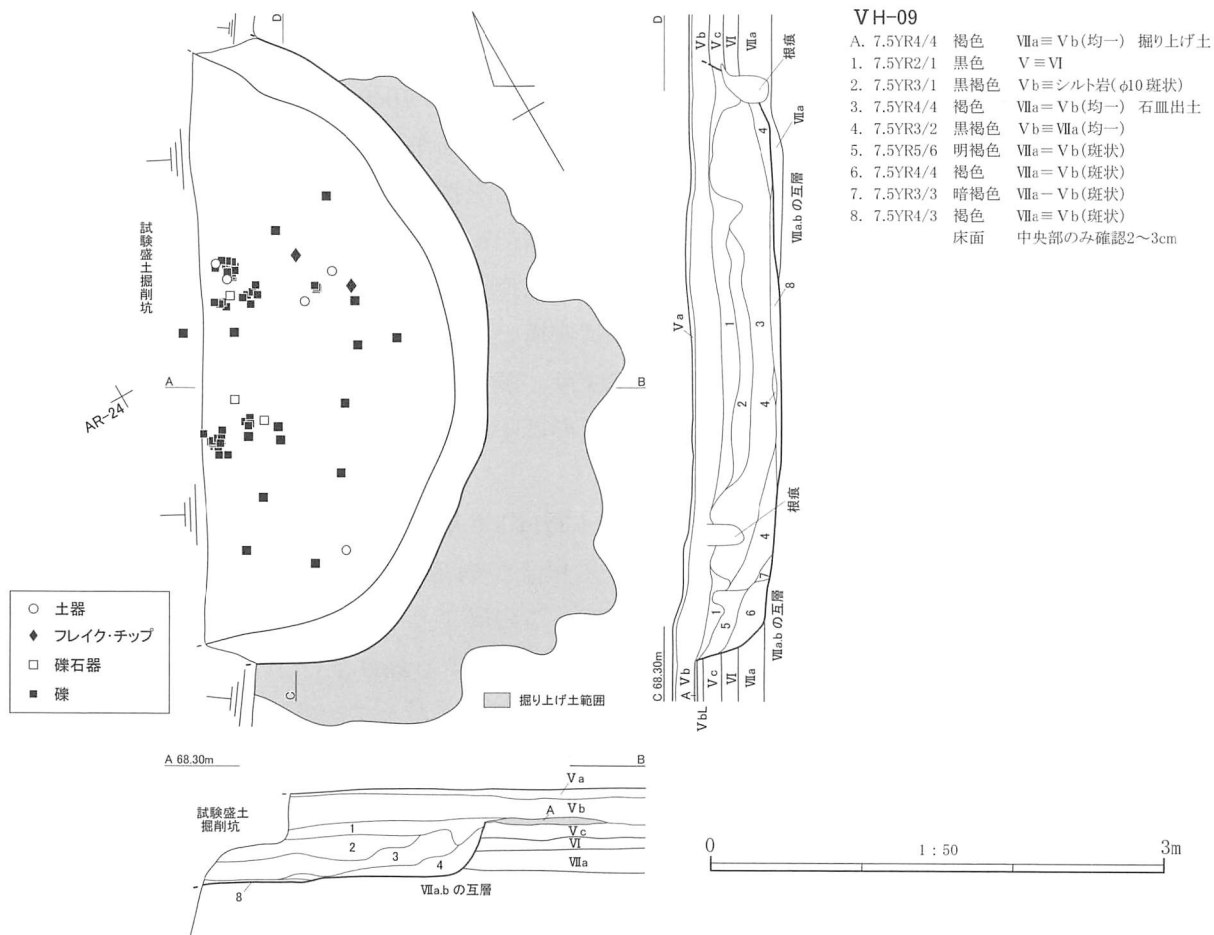 VH-09
A. 7.5YR4/4 褐色 Ⅶa≡Ⅴb(均一) 掘り上げ土
1. 7.5YR2/1 黒色 Ⅴ≡Ⅵ
2. 7.5YR3/1 黒褐色 Ⅴb≡シルト岩(φ10斑状)
3. 7.5YR4/4 褐色 Ⅶa=Ⅴb(均一) 石皿出土
4. 7.5YR3/2 黒褐色 Ⅴb≡Ⅶa(均一)
5. 7.5YR5/6 明褐色 Ⅶa=Ⅴb(斑状)
6. 7.5YR4/4 褐色 Ⅶa=Ⅴb(斑状)
7. 7.5YR3/3 暗褐色 Ⅶa-Ⅴb(斑状)
8. 7.5YR4/3 褐色 Ⅶa≡Ⅴb(斑状)
床面 中央部のみ確認2~3cm
D
試験盛土掘削坑
A
B
AR-24
C
土器
フレイク・チップ
礫石器
礫
掘り上げ土範囲
D
Ⅴb
Ⅴc
Ⅵ
Ⅶa
根痕
4
Ⅶa
Ⅶa.bの互層
8
Ⅴa
1
3
2
4
根痕
4
7
1
5
6
Ⅶa.bの互層
C 68.30m
A
Ⅴb
Ⅴc
Ⅵ
Ⅶa
ⅤbL
A 68.30m
B
Ⅴa
試験盛土
掘削坑
A
Ⅴb
1
Ⅴc
2
3
4
Ⅵ
Ⅶa
8
Ⅶa.bの互層
0
1:50
3m